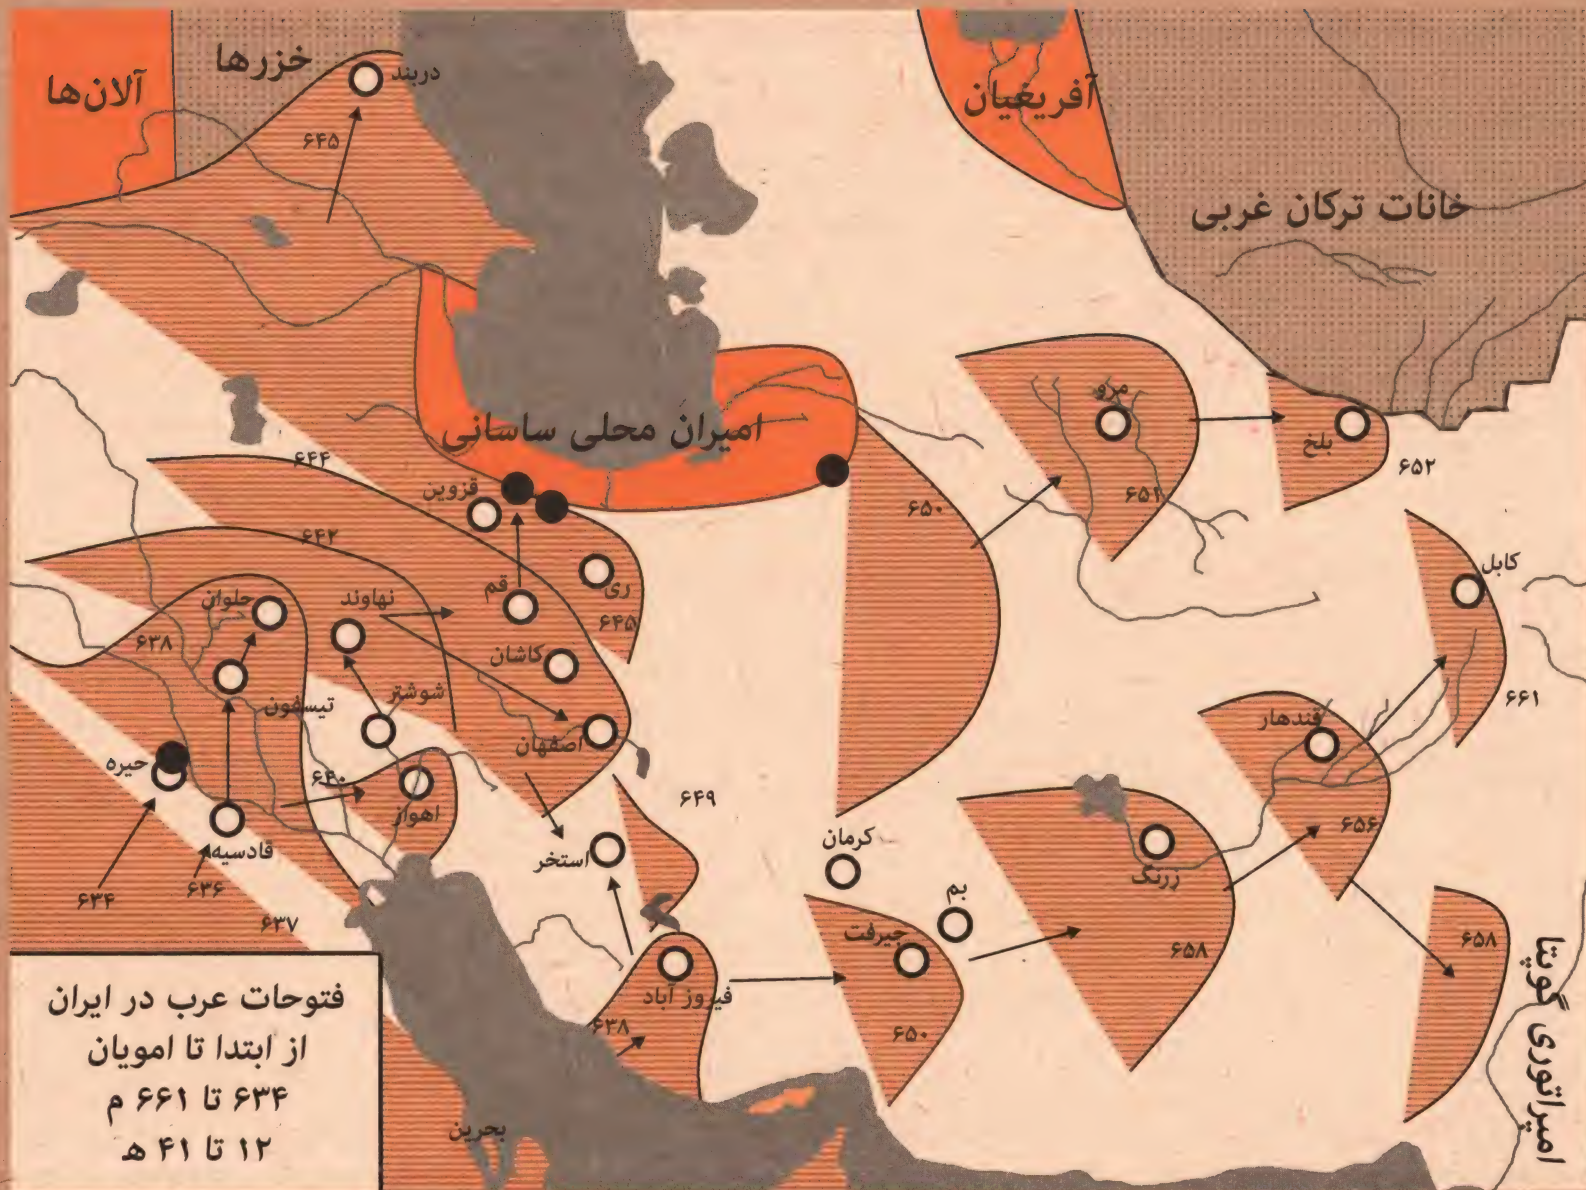 آلان‌ها
خزرها
دربند
۶۴۵
آفریغیان
خانات ترکان غربی
امیران محلی ساسانی
مرو
۶۵۱
بلخ
۶۵۲
۶۵۰
۶۴۴
قزوین
۶۴۲
ری
۶۴۵
قم
نهاوند
حلوان
۶۳۸
کاشان
شوشتر
تیسفون
اصفهان
حیره
۶۴۰
اهواز
قادسیه
۶۳۴
۶۳۶
۶۳۷
۶۴۹
استخر
کرمان
بم
جیرفت
۶۵۰
فیروز آباد
۶۳۸
زرنگ
۶۵۸
قندهار
۶۵۶
کابل
۶۶۱
۶۵۸
امپراتوری گوپتا
بحرین
فتوحات عرب در ایران
از ابتدا تا امویان
۶۳۴ تا ۶۶۱ م
۱۲ تا ۴۱ ه